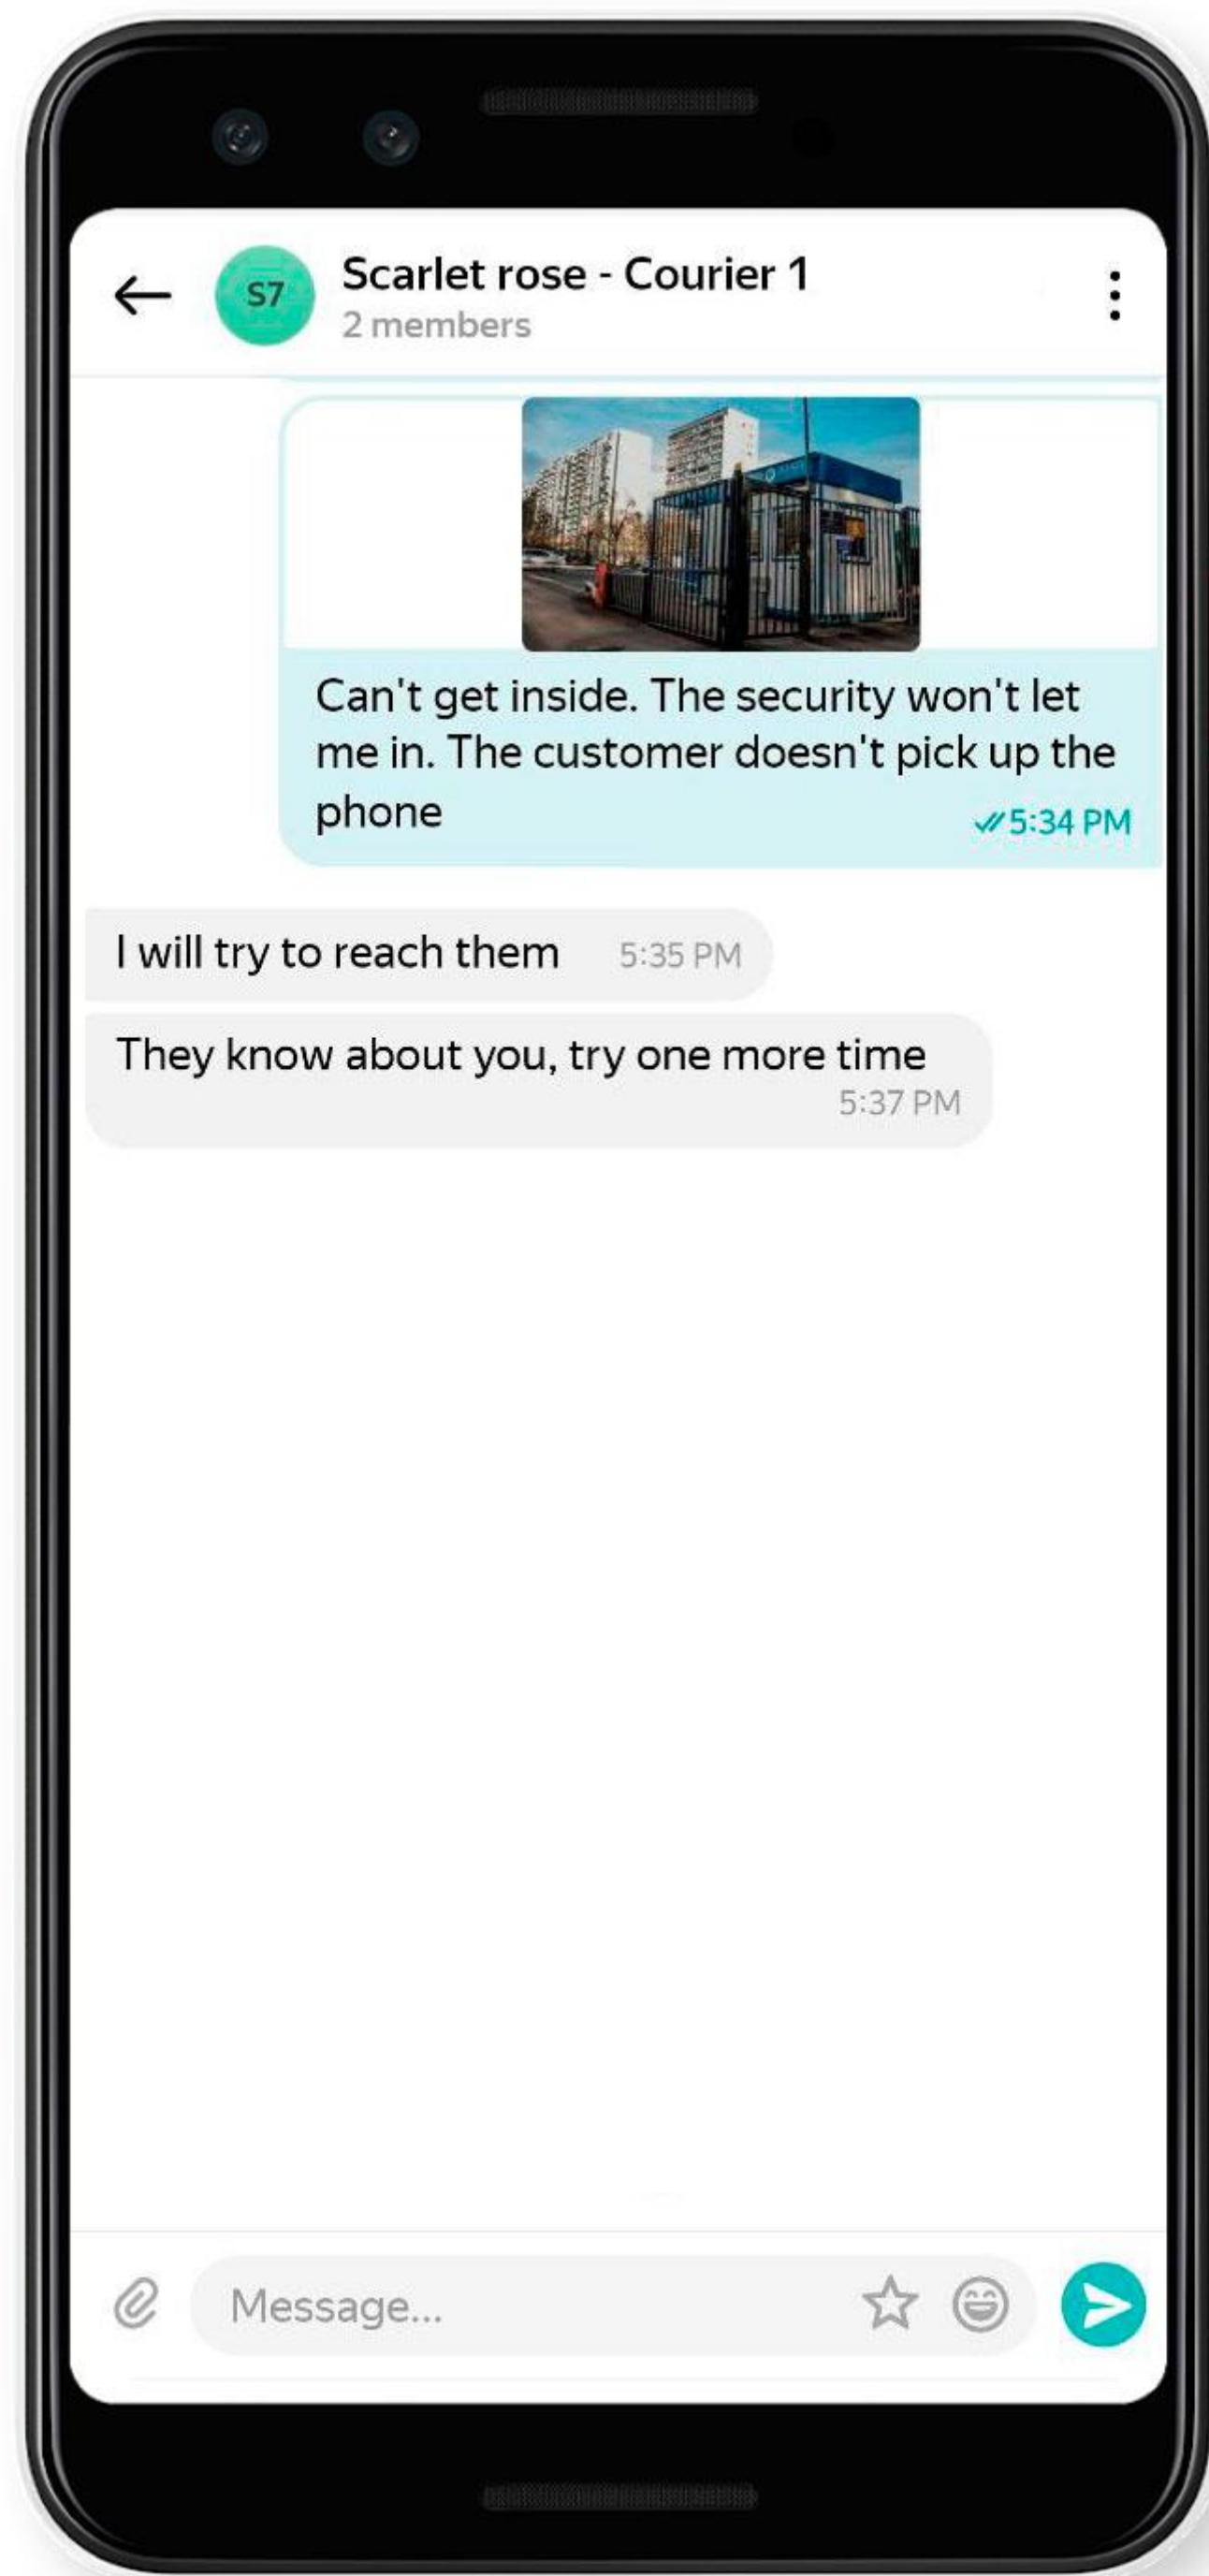 S7
Scarlet rose - Courier 1
2 members
Can't get inside. The security won't let
me in. The customer doesn't pick up the
phone
5:34 PM
I will try to reach them
5:35 PM
They know about you, try one more time
5:37 PM
Message...